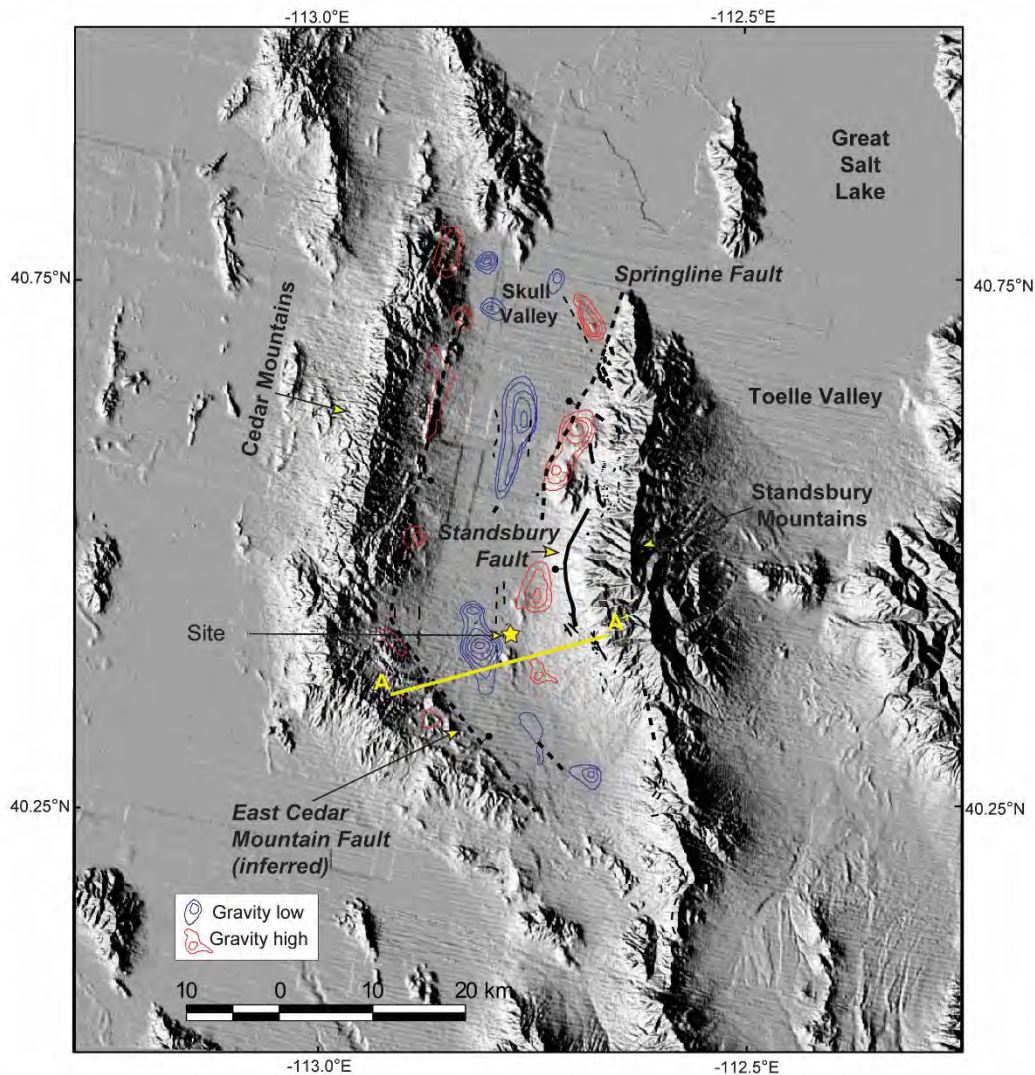 -113.0°E
-112.5°E
Great
Salt
Lake
40.75°N
Springline Fault
40.75°N
Skull
Valley
Cedar Mountains
Toelle Valley
Standsbury
Mountains
Standsbury
Fault
Site
A'
A
40.25°N
40.25°N
East Cedar
Mountain Fault
(inferred)
Gravity low
Gravity high
10 0 10 20 km
-113.0°E
-112.5°E